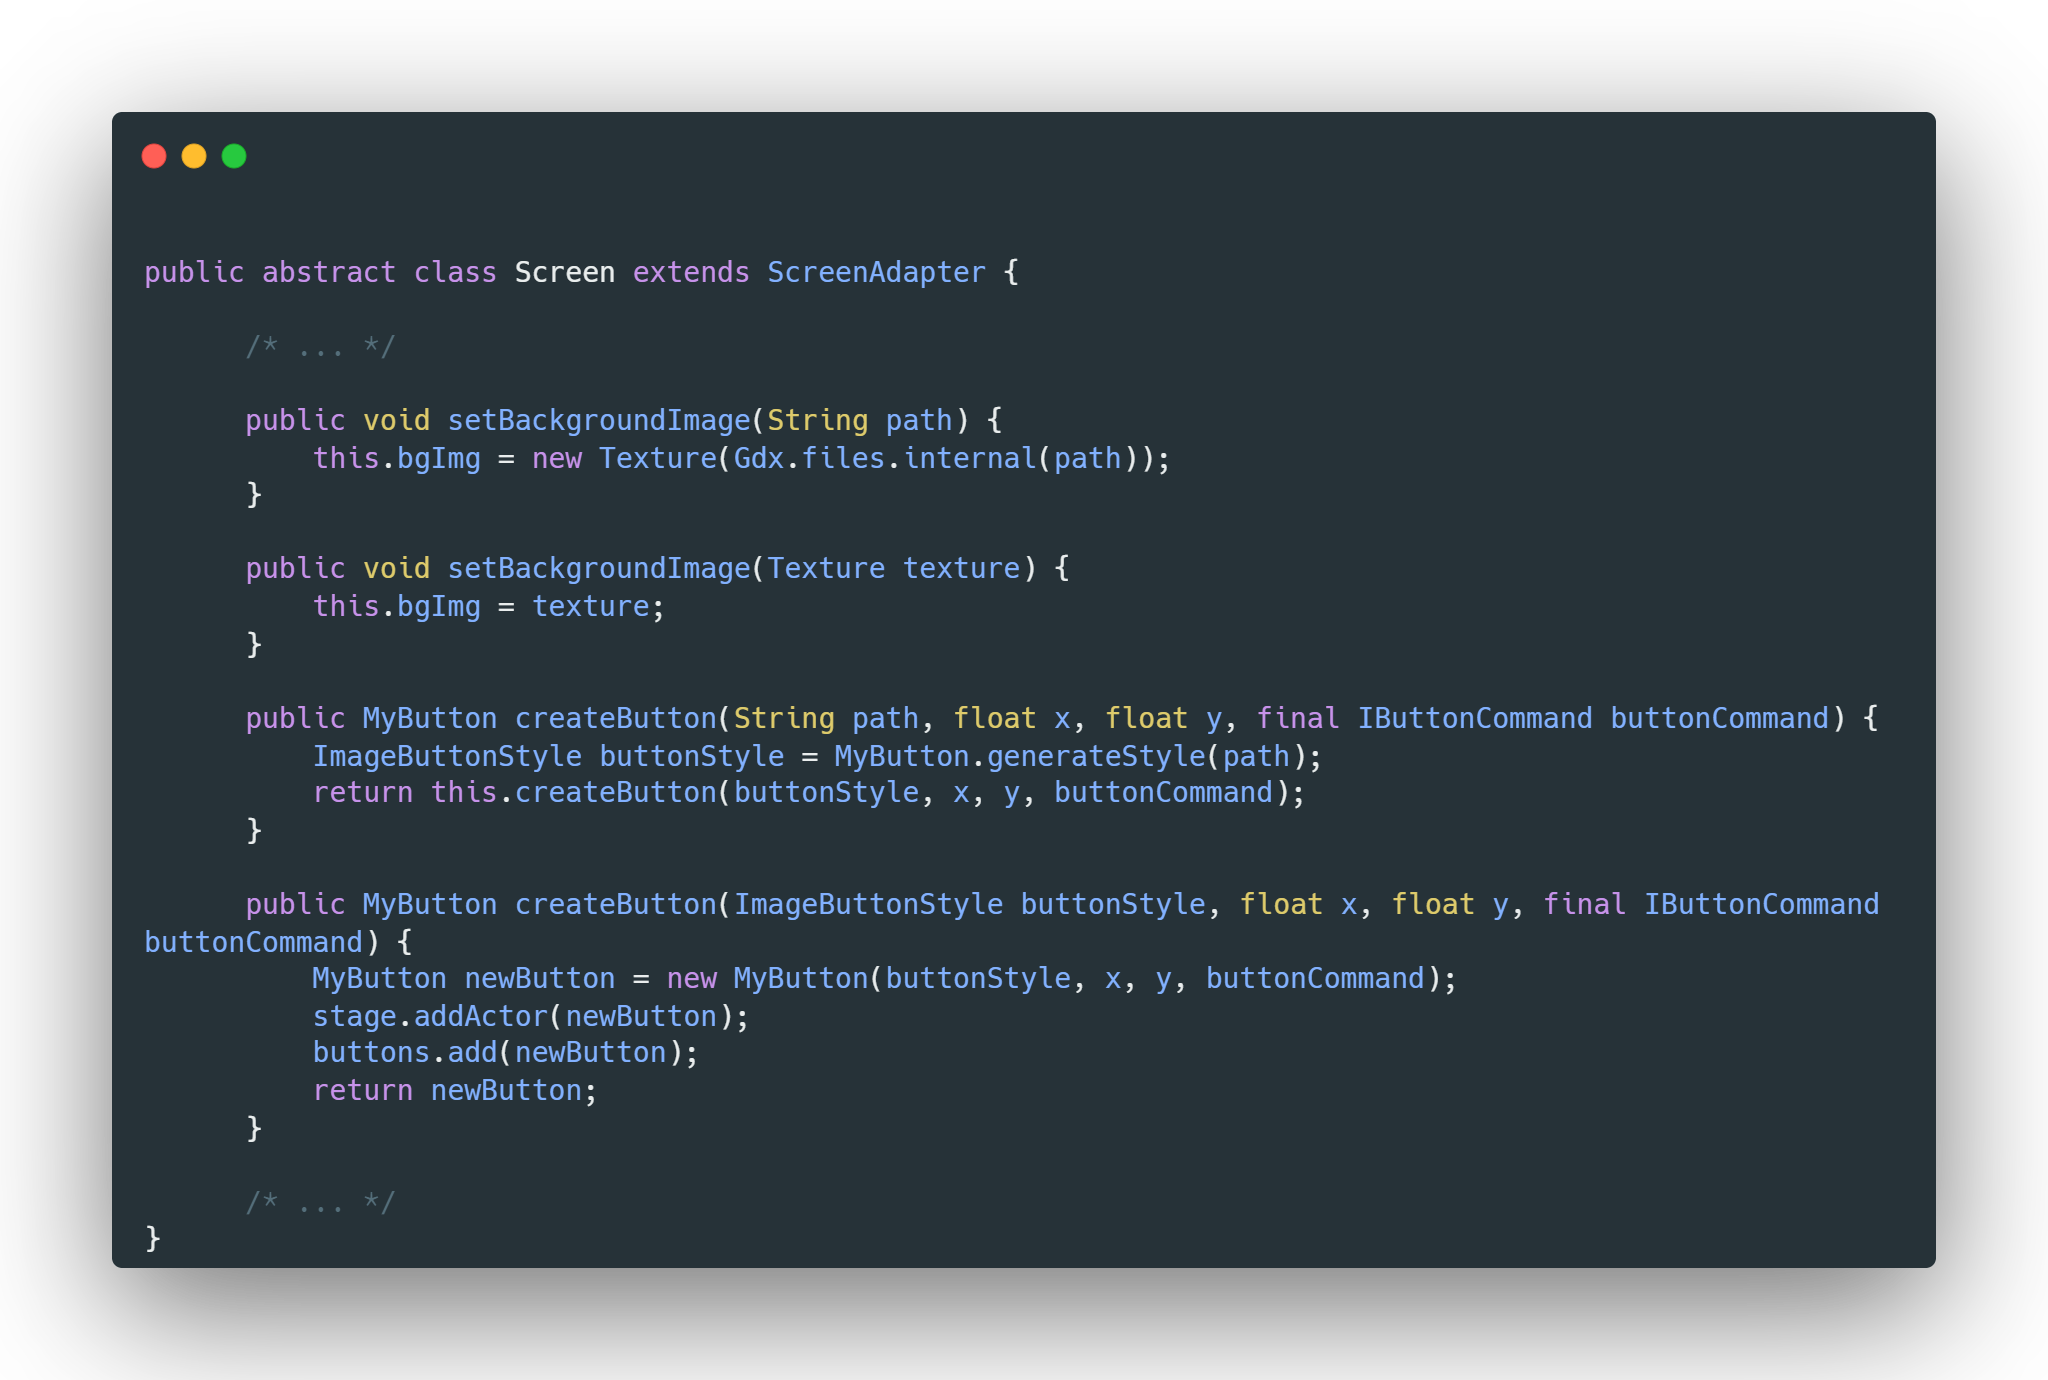 public abstract class Screen extends ScreenAdapter {
/* ... */
public void setBackgroundImage(String path) {
this.bgImg = new Texture(Gdx.files.internal(path));
}
public void setBackgroundImage(Texture texture) {
this.bgImg = texture;
}
public MyButton createButton(String path, float x, float y, final IButtonCommand buttonCommand) {
ImageButtonStyle buttonStyle = MyButton.generateStyle(path);
return this.createButton(buttonStyle, x, y, buttonCommand);
}
public MyButton createButton(ImageButtonStyle buttonStyle, float x, float y, final IButtonCommand
buttonCommand) {
MyButton newButton = new MyButton(buttonStyle, x, y, buttonCommand);
stage.addActor(newButton);
buttons.add(newButton);
return newButton;
}
/* ... */
}